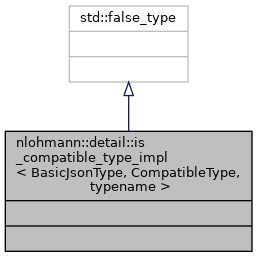 std::false_type
nlohmann::detail::is
_compatible_type_impl
< BasicJsonType, CompatibleType,
typename >